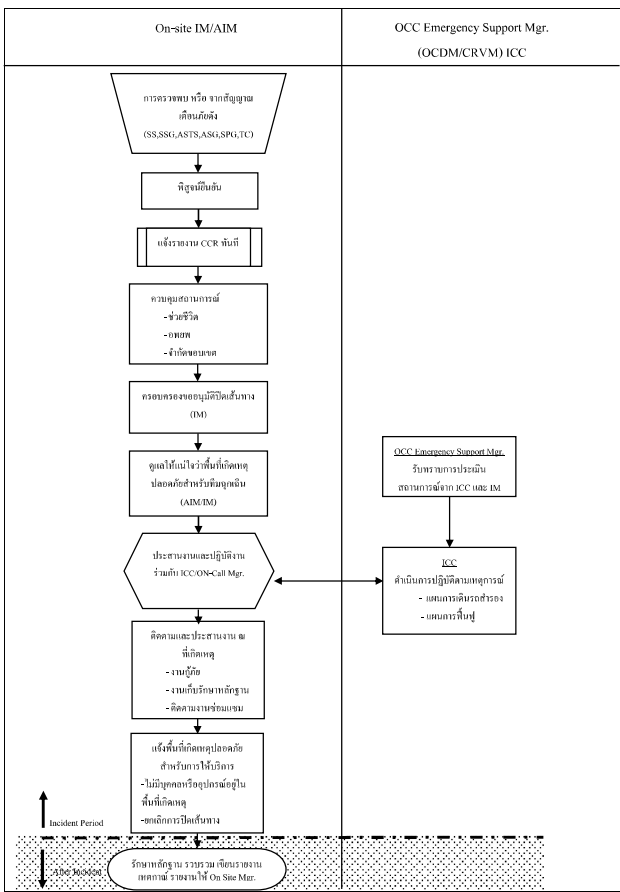 On-site IM/AIM
OCC Emergency Support Mgr.
(OCDM/CRVM) ICC
การตรวจพบ หรือ จากสัญญาณ
เตือนภัยดัง
(SS,SSG,ASTS,ASG,SPG,TC)
พิสูจน์ยืนยัน
แจ้งรายงาน CCR ทันที
ควบคุมสถานการณ์
- ช่วยชีวิต
- อพยพ
- จำกัดขอบเขต
ครอบครองขออนุมัติปิดเส้นทาง
(IM)
ดูแลให้แน่ใจว่าพื้นที่เกิดเหตุ
ปลอดภัยสำหรับทีมฉุกเฉิน
(AIM/IM)
OCC Emergency Support Mgr.
รับทราบการประเมิน
สถานการณ์จาก ICC และ IM
ประสานงานและปฏิบัติงาน
ร่วมกับ ICC/ON-Call Mgr.
ICC
ดำเนินการปฏิบัติตามเหตุการณ์
- แผนการเดินรถสำรอง
- แผนการฟื้นฟู
ติดตามและประสานงาน ณ
ที่เกิดเหตุ
- งานกู้ภัย
- งานเก็บรักษาหลักฐาน
- ติดตามงานซ่อมแซม
แจ้งพื้นที่เกิดเหตุปลอดภัย
สำหรับการให้บริการ
- ไม่มีบุคคลหรืออุปกรณ์อยู่ใน
พื้นที่เกิดเหตุ
- ยกเลิกการปิดเส้นทาง
Incident Period
After Incident
รักษาหลักฐาน รวบรวม เขียนรายงาน
เหตุกาณ์ รายงานให้ On Site Mgr.